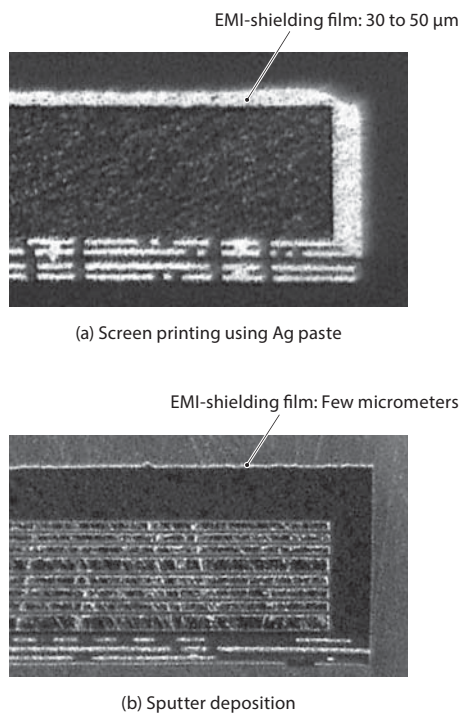 EMI-shielding film: 30 to 50 µm
(a) Screen printing using Ag paste
EMI-shielding film: Few micrometers
(b) Sputter deposition